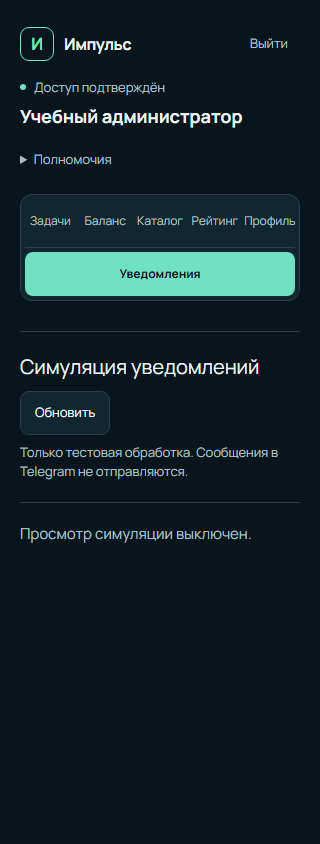 И Импульс Выйти
Доступ подтверждён
Учебный администратор
Полномочия
Задачи Баланс Каталог Рейтинг Профиль
Уведомления
Симуляция уведомлений
Обновить
Только тестовая обработка. Сообщения в
Telegram не отправляются.
Просмотр симуляции выключен.